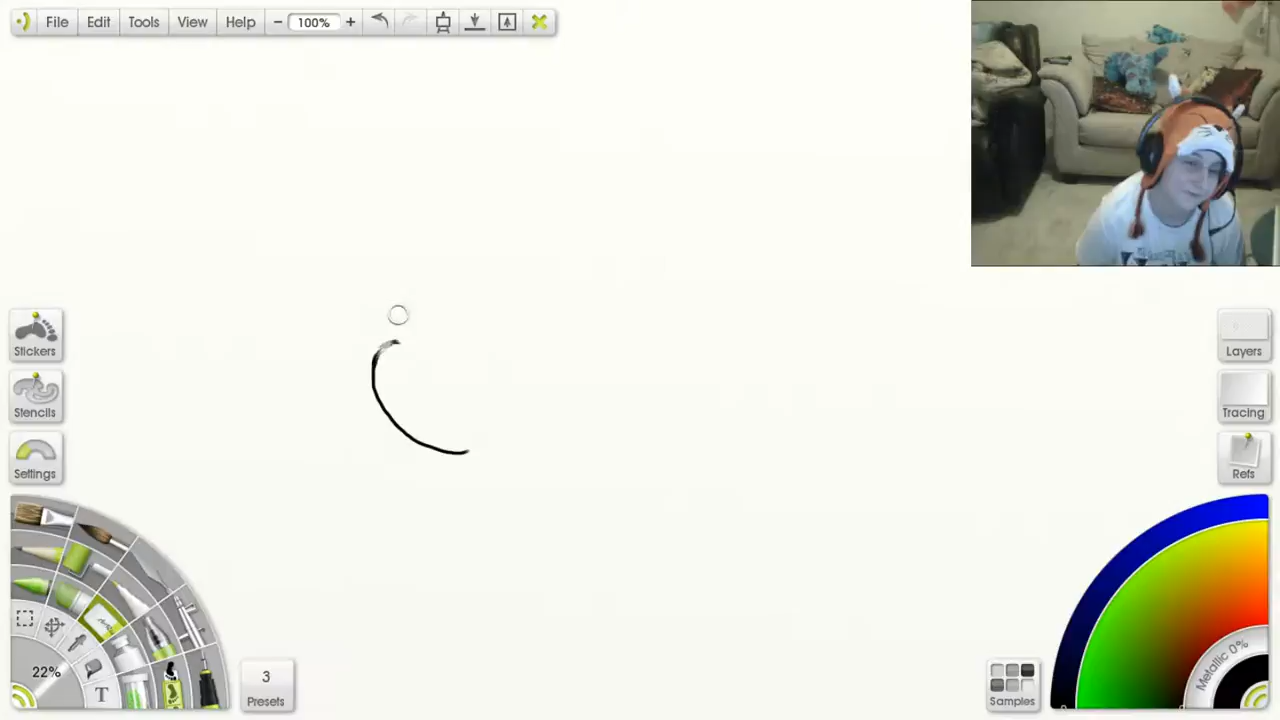 File Edit Tools View Help − 100% +
Stickers
Stencils
Settings
Layers
Tracing
Refs
22%
T
3
Presets
Samples
Metallic 0%